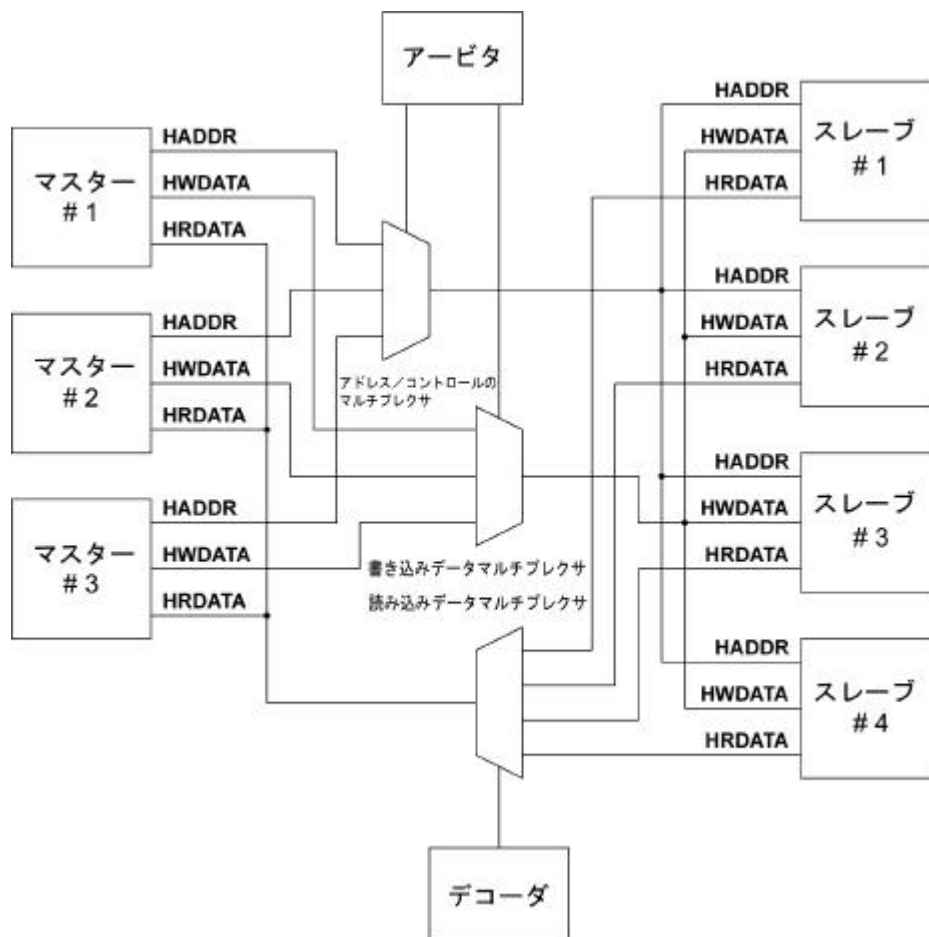 アービタ
マスター
#1
HADDR
HWDATA
HRDATA
マスター
#2
HADDR
HWDATA
HRDATA
マスター
#3
HADDR
HWDATA
HRDATA
アドレス/コントロールの
マルチプレクサ
書き込みデータマルチプレクサ
読み込みデータマルチプレクサ
HADDR
HWDATA
HRDATA
スレーブ
#1
HADDR
HWDATA
HRDATA
スレーブ
#2
HADDR
HWDATA
HRDATA
スレーブ
#3
HADDR
HWDATA
HRDATA
スレーブ
#4
デコーダ